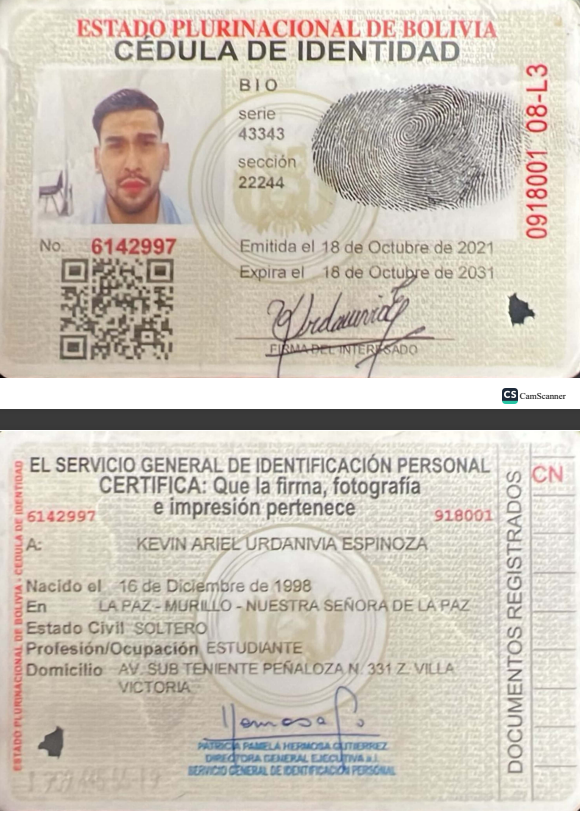 ESTADO PLURINACIONAL DE BOLIVIA
CÉDULA DE IDENTIDAD
BIO
serie
43343
sección
22244
0918001 08-L3
No. 6142997
Emitida el 18 de Octubre de 2021
Expira el 18 de Octubre de 2031
FIRMA DEL INTERESADO
CS CamScanner
EL SERVICIO GENERAL DE IDENTIFICACIÓN PERSONAL
CERTIFICA: Que la firma, fotografía
e impresión pertenece
6142997 918001
A: KEVIN ARIEL URDANIVIA ESPINOZA
Nacido el 16 de Diciembre de 1998
En LA PAZ - MURILLO - NUESTRA SEÑORA DE LA PAZ
Estado Civil SOLTERO
Profesión/Ocupación ESTUDIANTE
Domicilio AV. SUB TENIENTE PEÑALOZA N. 331 Z. VILLA
VICTORIA
PATRICIA PAMELA HERMOSA GUTIERREZ
DIRECTORA GENERAL EJECUTIVA a.i.
SERVICIO GENERAL DE IDENTIFICACIÓN PERSONAL
ESTADO PLURINACIONAL DE BOLIVIA - CÉDULA DE IDENTIDAD
DOCUMENTOS REGISTRADOS
CN